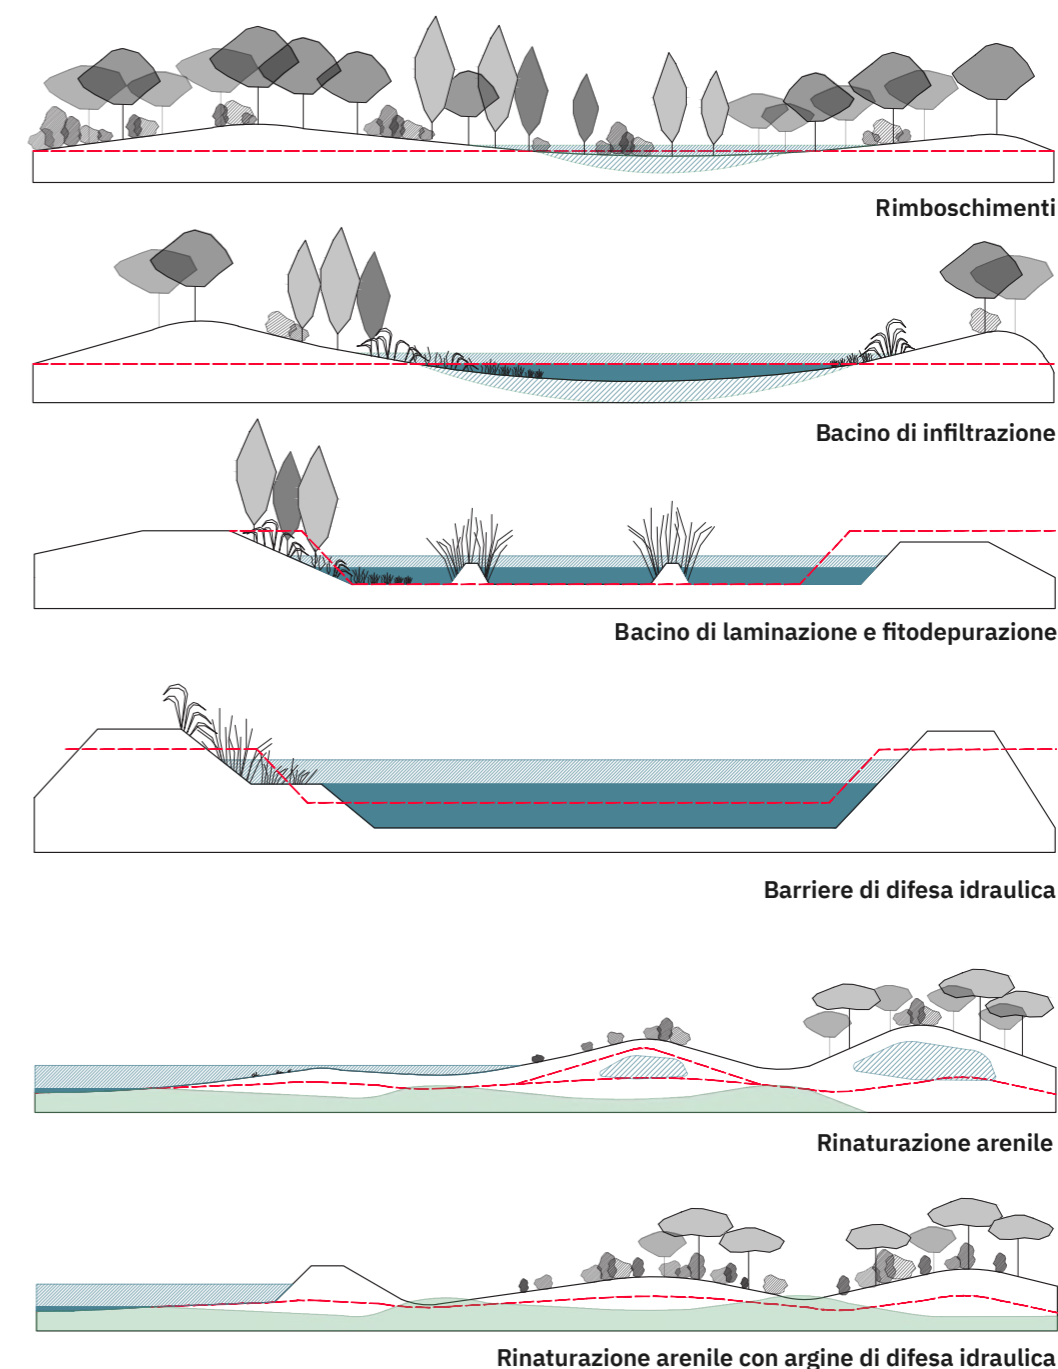 Rimboschimenti
Bacino di infiltrazione
Bacino di laminazione e fitodepurazione
Barriere di difesa idraulica
Rinaturazione arenile
Rinaturazione arenile con argine di difesa idraulica